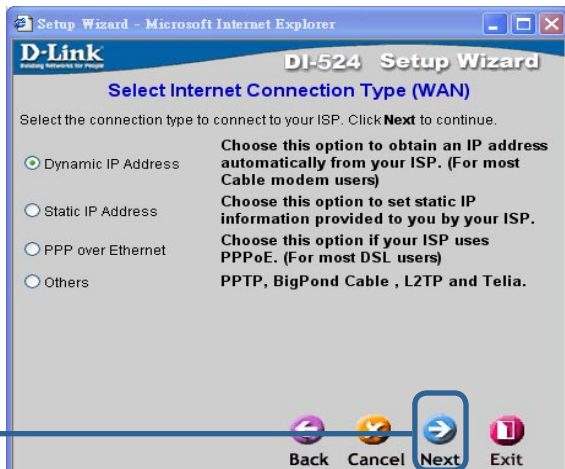 Setup Wizard - Microsoft Internet Explorer
D-Link
Building Networks for People
DI-524 Setup Wizard
Select Internet Connection Type (WAN)
Select the connection type to connect to your ISP. Click Next to continue.
Dynamic IP Address
Choose this option to obtain an IP address
automatically from your ISP. (For most
Cable modem users)
Static IP Address
Choose this option to set static IP
information provided to you by your ISP.
PPP over Ethernet
Choose this option if your ISP uses
PPPoE. (For most DSL users)
Others
PPTP, BigPond Cable , L2TP and Telia.
Back Cancel Next Exit